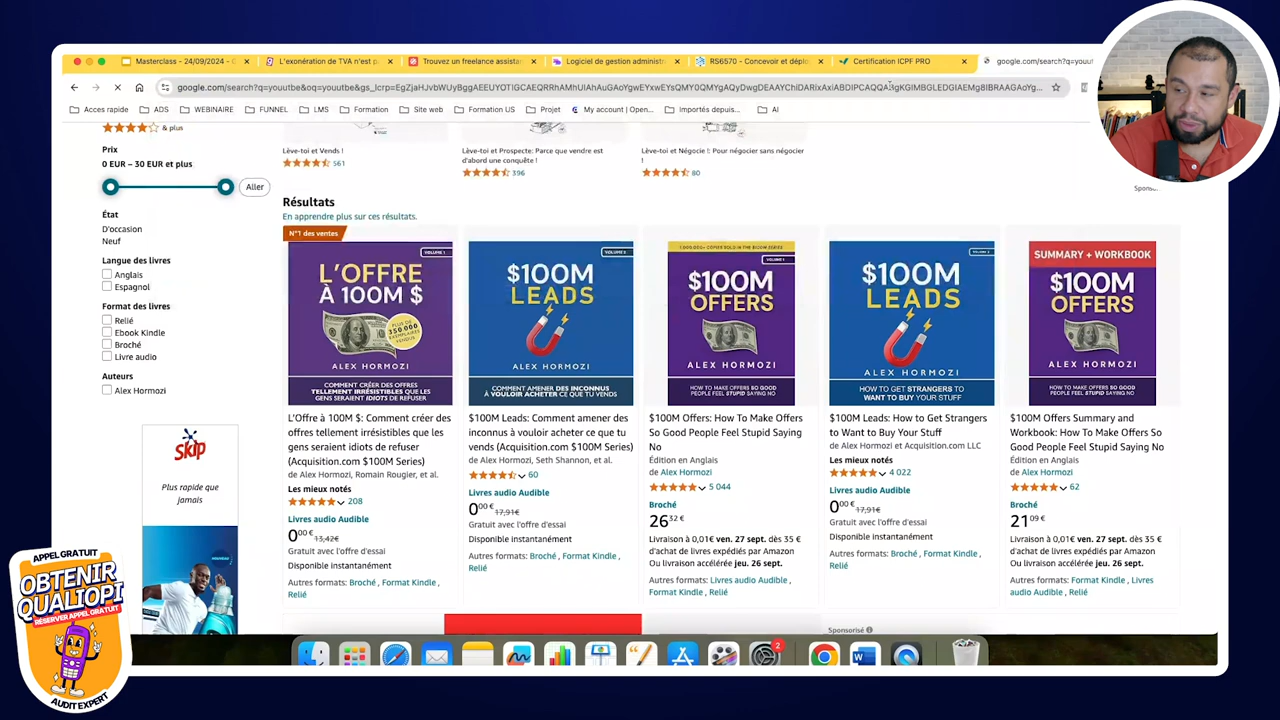 Masterclass - 24/09/2024 -
L'exonération de TVA n'est p
Trouvez un freelance assista
Logiciel de gestion administr
RS6570 - Concevoir et déplo
Certification ICPF PRO
google.com/search?q=youut
Acces rapide
ADS
WEBINAIRE
FUNNEL
LMS
Formation
Site web
Formation US
Projet
My account | Open...
Importés depuis...
AI
& plus
Prix
0 EUR – 30 EUR et plus
Aller
État
D'occasion
Neuf
Langue des livres
Anglais
Espagnol
Format des livres
Relié
Ebook Kindle
Broché
Livre audio
Auteurs
Alex Hormozi
Skip
Plus rapide que
jamais
Lève-toi et Vends !
561
Lève-toi et Prospecte: Parce que vendre est
d'abord une conquête !
396
Lève-toi et Négocie !: Pour négocier sans négocier
!
80
Résultats
En apprendre plus sur ces résultats.
N°1 des ventes
VOLUME 1
L'OFFRE
À 100M $
PLUS DE
350 000
EXEMPLAIRES
VENDUS
ALEX HORMOZI
COMMENT CRÉER DES OFFRES
TELLEMENT IRRÉSISTIBLES QUE LES
GENS SERAIENT IDIOTS DE REFUSER
L'Offre à 100M $: Comment créer des
offres tellement irrésistibles que les
gens seraient idiots de refuser
(Acquisition.com $100M Series)
de Alex Hormozi, Romain Rougier, et al.
Les mieux notés
208
Livres audio Audible
0,00 € 13,42€
Gratuit avec l'offre d'essai
Disponible instantanément
Autres formats: Broché , Format Kindle ,
Relié
$100M
LEADS
ALEX HORMOZI
COMMENT AMENER DES INCONNUS
À VOULOIR ACHETER CE QUE TU VENDS
$100M Leads: Comment amener des
inconnus à vouloir acheter ce que tu
vends (Acquisition.com $100M Series)
de Alex Hormozi, Seth Shannon, et al.
60
Livres audio Audible
0,00 € 17,91€
Gratuit avec l'offre d'essai
Disponible instantanément
Autres formats: Broché , Format Kindle ,
Relié
$100M
OFFERS
ALEX HORMOZI
HOW TO MAKE OFFERS SO GOOD
PEOPLE FEEL STUPID SAYING NO
$100M Offers: How To Make Offers
So Good People Feel Stupid Saying
No
Édition en Anglais
de Alex Hormozi
5 044
Broché
26,32 €
Livraison à 0,01€ ven. 27 sept. dès 35 €
d'achat de livres expédiés par Amazon
Ou livraison accélérée jeu. 26 sept.
Autres formats: Livres audio Audible ,
Format Kindle , Relié
$100M
LEADS
ALEX HORMOZI
HOW TO GET STRANGERS TO
WANT TO BUY YOUR STUFF
$100M Leads: How to Get Strangers
to Want to Buy Your Stuff
de Alex Hormozi et Acquisition.com LLC
Les mieux notés
4 022
Livres audio Audible
0,00 € 17,91€
Gratuit avec l'offre d'essai
Disponible instantanément
Autres formats: Broché , Format Kindle ,
Relié
Sponsorisé
SUMMARY + WORKBOOK
$100M
OFFERS
ALEX HORMOZI
HOW TO MAKE OFFERS SO GOOD
PEOPLE FEEL STUPID SAYING NO
$100M Offers Summary and
Workbook: How To Make Offers So
Good People Feel Stupid Saying No
Édition en Anglais
de Alex Hormozi
62
Broché
21,09 €
Livraison à 0,01€ ven. 27 sept. dès 35 €
d'achat de livres expédiés par Amazon
Ou livraison accélérée jeu. 26 sept.
Autres formats: Format Kindle , Livres
audio Audible , Relié
2
APPEL GRATUIT
OBTENIR
QUALIOPI
RÉSERVER APPEL GRATUIT
AUDIT EXPERT